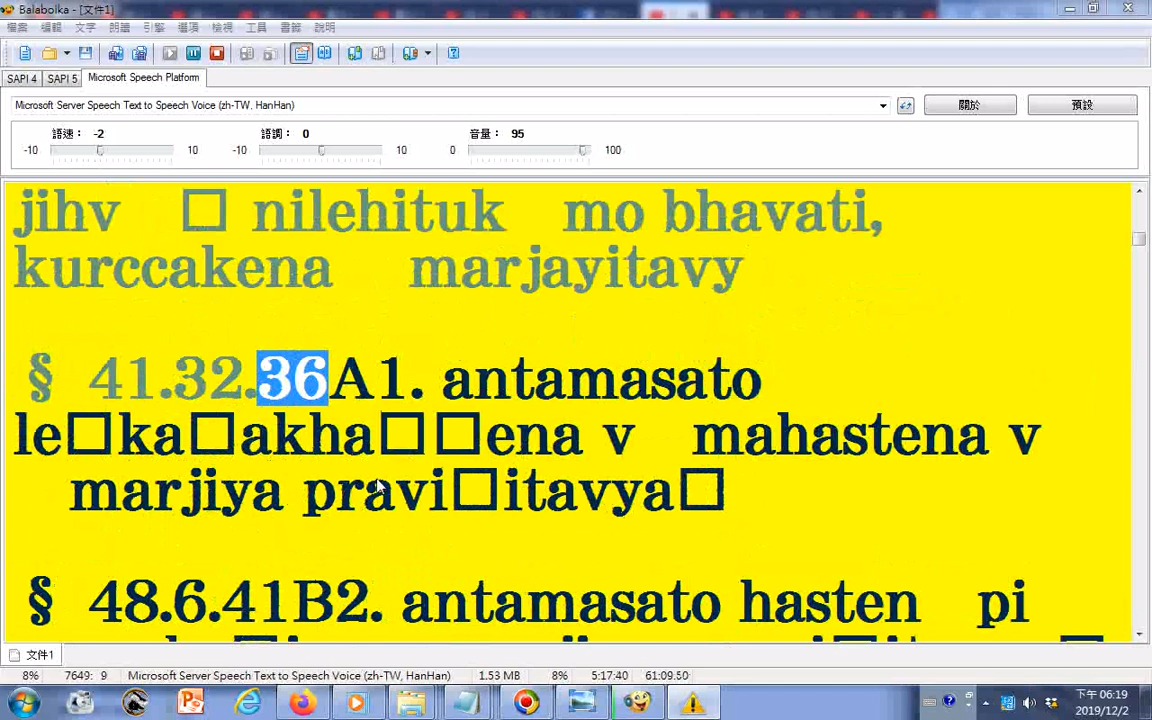 Balabolka - [文件1]
檔案 編輯 文字 朗讀 引擎 選項 檢視 工具 書籤 說明
SAPI 4 SAPI 5 Microsoft Speech Platform
Microsoft Server Speech Text to Speech Voice (zh-TW, HanHan) 關於 預設
語速： -2 語調： 0 音量： 95
-10 10 -10 10 0 100
jihv □ nilehituk mo bhavati,
kurccakena marjayitavy
§ 41.32.36A1. antamasato
le□ka□akha□□ena v mahastena v
marjiya pravi□itavya□
§ 48.6.41B2. antamasato hasten pi
文件1
8% 7649: 9 Microsoft Server Speech Text to Speech Voice (zh-TW, HanHan) 1.53 MB 8% 5:17:40 61:09.50
下午 06:19
2019/12/2